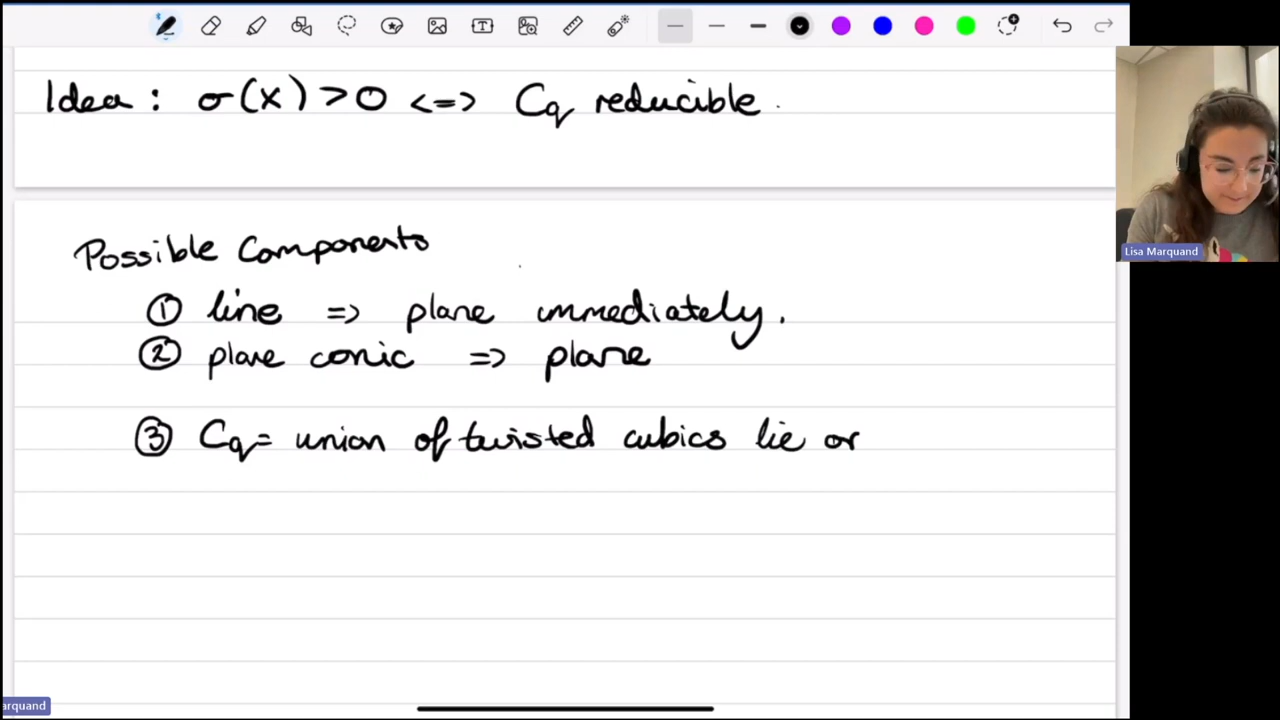 Idea : σ(X) > 0 <=> Cq reducible.
Lisa Marquand
Possible Components
① line => plane immediately.
② plane conic => plane
③ Cq = union of twisted cubics lie or
arquand